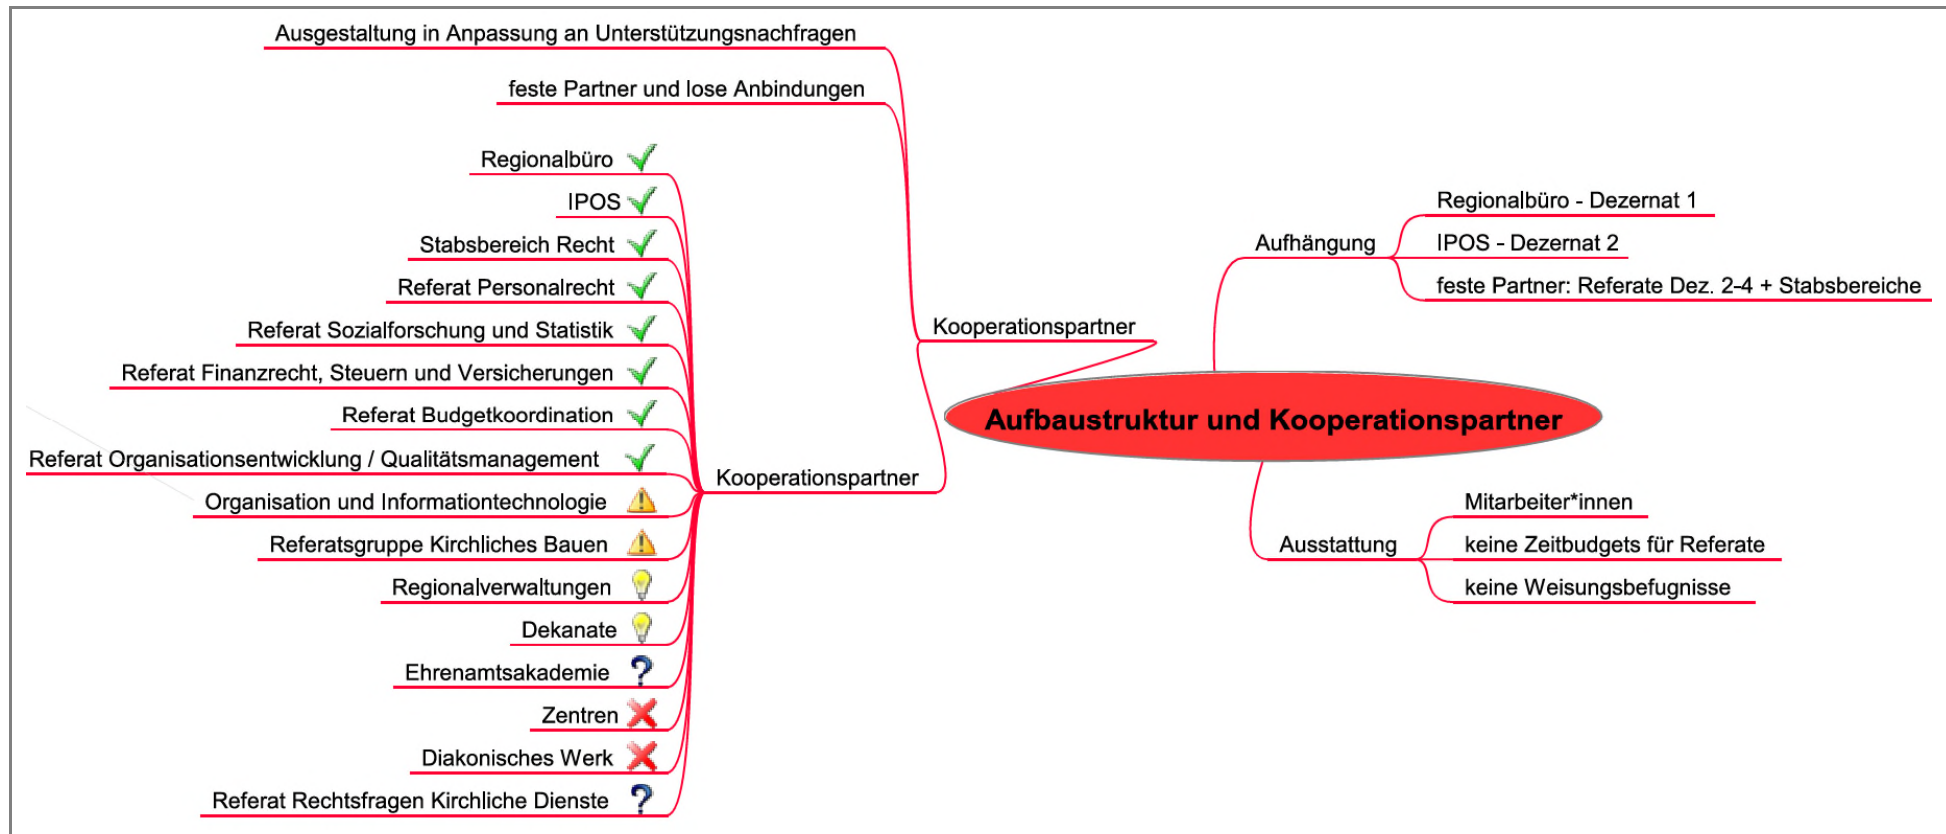 Ausgestaltung in Anpassung an Unterstützungsnachfragen
feste Partner und lose Anbindungen
Regionalbüro
IPOS
Stabsbereich Recht
Referat Personalrecht
Referat Sozialforschung und Statistik
Referat Finanzrecht, Steuern und Versicherungen
Referat Budgetkoordination
Referat Organisationsentwicklung / Qualitätsmanagement
Organisation und Informationtechnologie
Referatsgruppe Kirchliches Bauen
Regionalverwaltungen
Dekanate
Ehrenamtsakademie
Zentren
Diakonisches Werk
Referat Rechtsfragen Kirchliche Dienste
Kooperationspartner
Kooperationspartner
Aufbaustruktur und Kooperationspartner
Aufhängung
Regionalbüro - Dezernat 1
IPOS - Dezernat 2
feste Partner: Referate Dez. 2-4 + Stabsbereiche
Ausstattung
Mitarbeiter*innen
keine Zeitbudgets für Referate
keine Weisungsbefugnisse